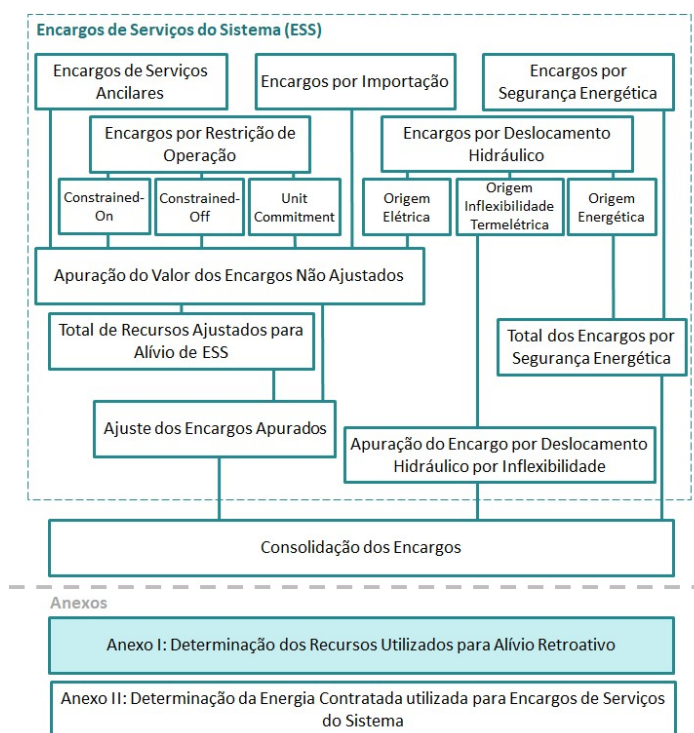 Encargos de Serviços do Sistema (ESS)
Encargos de Serviços
Ancilares
Encargos por Importação
Encargos por
Segurança Energética
Encargos por Restrição de
Operação
Encargos por Deslocamento
Hidráulico
Constrained-
On
Constrained-
Off
Unit
Commitment
Origem
Elétrica
Origem
Inflexibilidade
Termelétrica
Origem
Energética
Apuração do Valor dos Encargos Não Ajustados
Total de Recursos Ajustados para
Alívio de ESS
Total dos Encargos por
Segurança Energética
Ajuste dos Encargos Apurados
Apuração do Encargo por Deslocamento
Hidráulico por Inflexibilidade
Consolidação dos Encargos
Anexos
Anexo I: Determinação dos Recursos Utilizados para Alívio Retroativo
Anexo II: Determinação da Energia Contratada utilizada para Encargos de Serviços
do Sistema